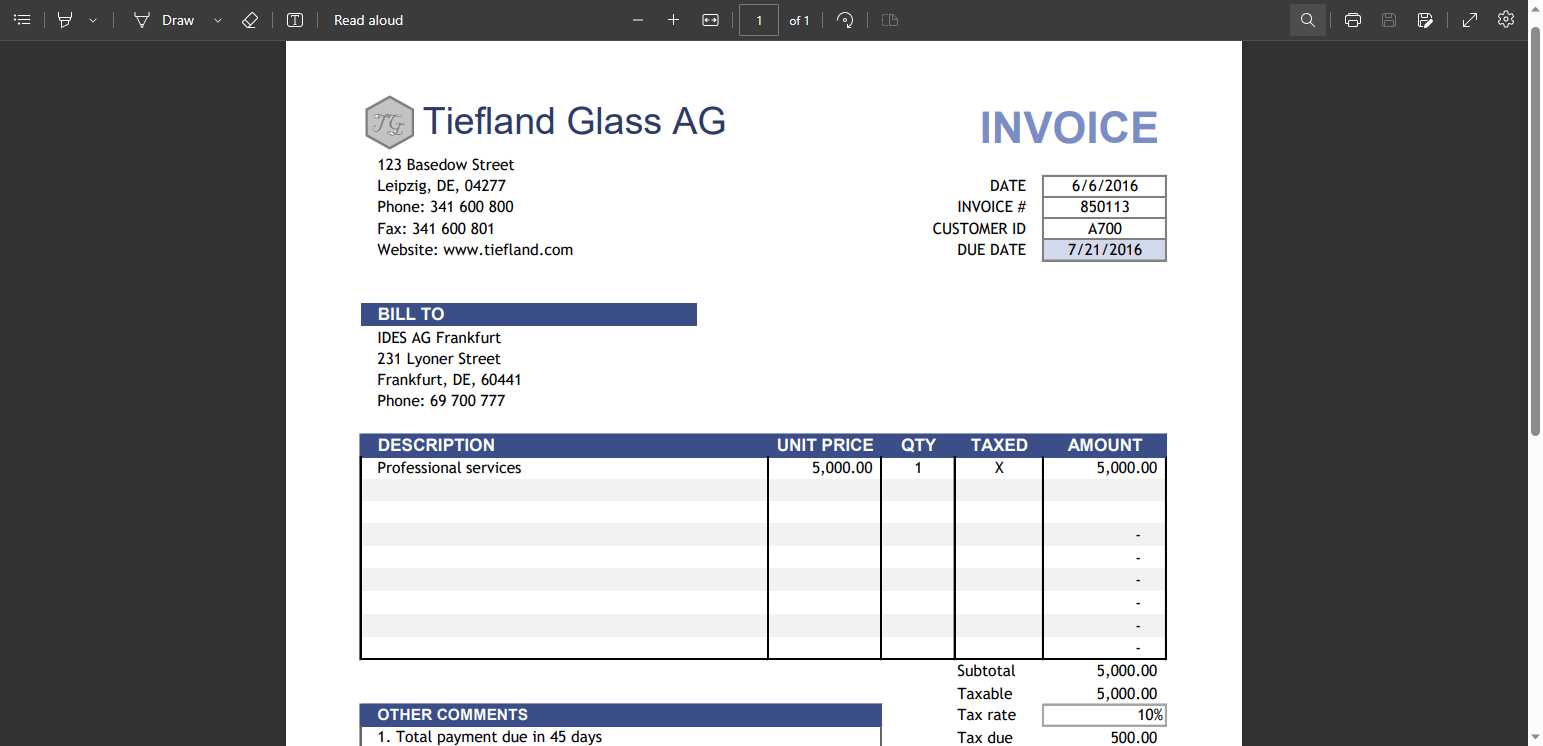 Draw
Read aloud
1 of 1
TG Tiefland Glass AG
INVOICE
123 Basedow Street
Leipzig, DE, 04277
Phone: 341 600 800
Fax: 341 600 801
Website: www.tiefland.com
DATE 6/6/2016
INVOICE # 850113
CUSTOMER ID A700
DUE DATE 7/21/2016
BILL TO
IDES AG Frankfurt
231 Lyoner Street
Frankfurt, DE, 60441
Phone: 69 700 777
DESCRIPTION UNIT PRICE QTY TAXED AMOUNT
Professional services 5,000.00 1 X 5,000.00
-
-
-
-
-
-
Subtotal 5,000.00
Taxable 5,000.00
Tax rate 10%
Tax due 500.00
OTHER COMMENTS
1. Total payment due in 45 days